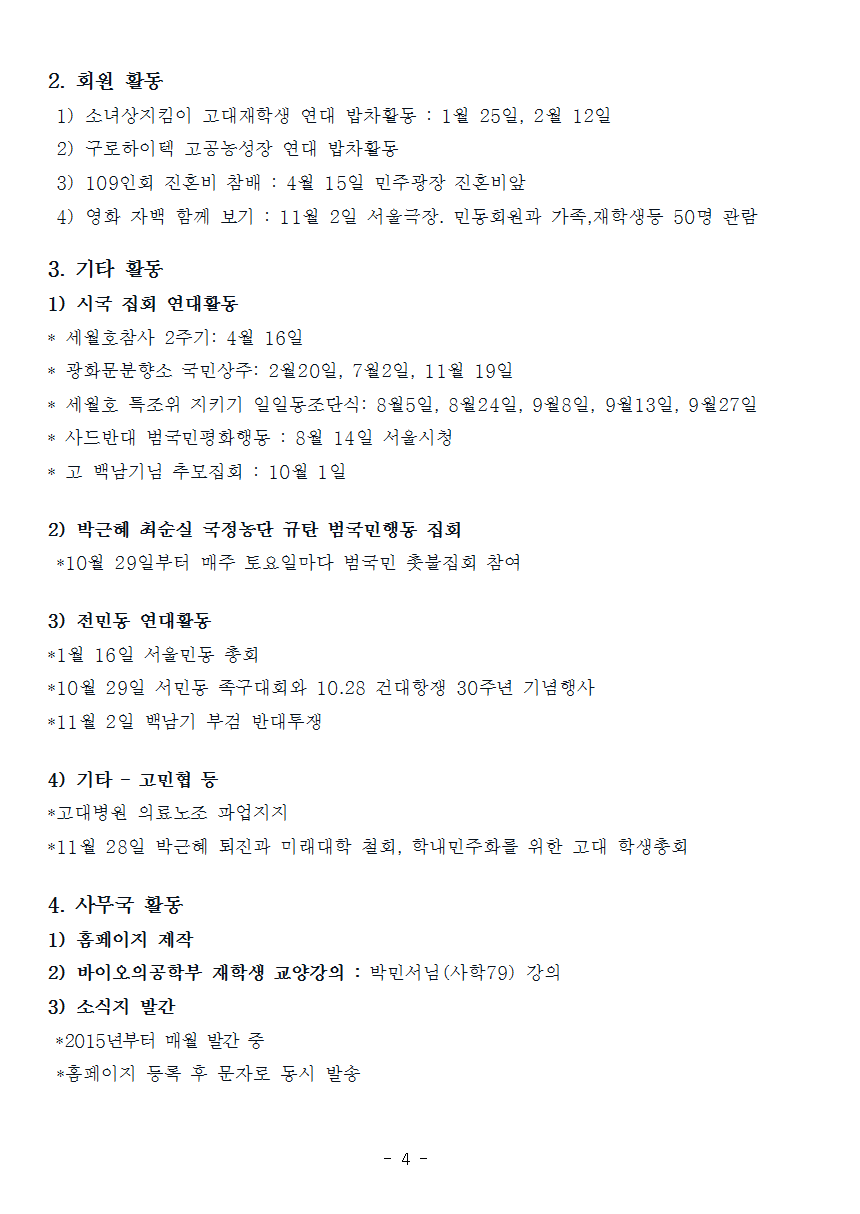 2. 회원 활동
1) 소녀상지킴이 고대재학생 연대 밥차활동 : 1월 25일, 2월 12일
2) 구로하이텍 고공농성장 연대 밥차활동
3) 109인회 진혼비 참배 : 4월 15일 민주광장 진혼비앞
4) 영화 자백 함께 보기 : 11월 2일 서울극장. 민동회원과 가족,재학생등 50명 관람
3. 기타 활동
1) 시국 집회 연대활동
* 세월호참사 2주기: 4월 16일
* 광화문분향소 국민상주: 2월20일, 7월2일, 11월 19일
* 세월호 특조위 지키기 일일동조단식: 8월5일, 8월24일, 9월8일, 9월13일, 9월27일
* 사드반대 범국민평화행동 : 8월 14일 서울시청
* 고 백남기님 추모집회 : 10월 1일
2) 박근혜 최순실 국정농단 규탄 범국민행동 집회
*10월 29일부터 매주 토요일마다 범국민 촛불집회 참여
3) 전민동 연대활동
*1월 16일 서울민동 총회
*10월 29일 서민동 족구대회와 10.28 건대항쟁 30주년 기념행사
*11월 2일 백남기 부검 반대투쟁
4) 기타 - 고민협 등
*고대병원 의료노조 파업지지
*11월 28일 박근혜 퇴진과 미래대학 철회, 학내민주화를 위한 고대 학생총회
4. 사무국 활동
1) 홈페이지 제작
2) 바이오의공학부 재학생 교양강의 : 박민서님(사학79) 강의
3) 소식지 발간
*2015년부터 매월 발간 중
*홈페이지 등록 후 문자로 동시 발송
- 4 -